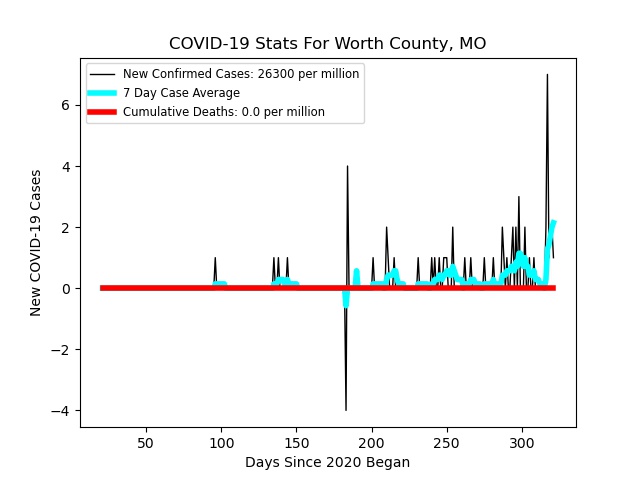 COVID-19 Stats For Worth County, MO
New Confirmed Cases: 26300 per million
7 Day Case Average
Cumulative Deaths: 0.0 per million
New COVID-19 Cases
6
4
2
0
−2
−4
50 100 150 200 250 300
Days Since 2020 Began